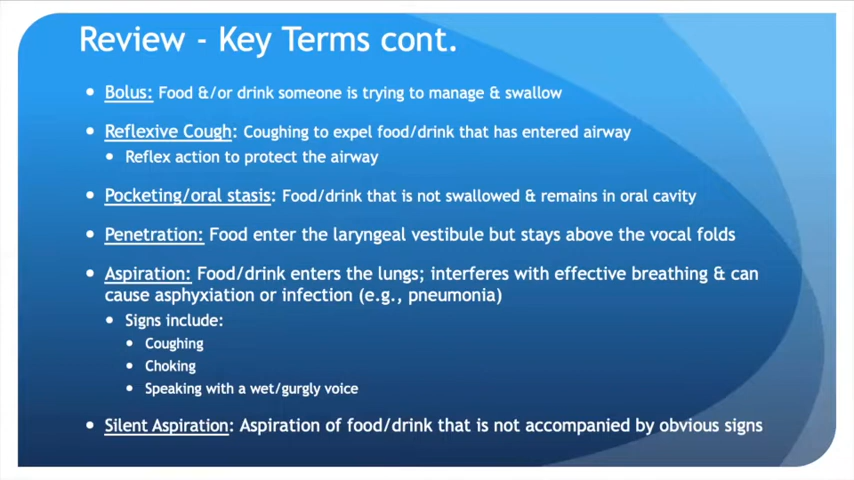 Review - Key Terms cont.
Bolus: Food &/or drink someone is trying to manage & swallow
Reflexive Cough: Coughing to expel food/drink that has entered airway
Reflex action to protect the airway
Pocketing/oral stasis: Food/drink that is not swallowed & remains in oral cavity
Penetration: Food enter the laryngeal vestibule but stays above the vocal folds
Aspiration: Food/drink enters the lungs; interferes with effective breathing & can
cause asphyxiation or infection (e.g., pneumonia)
Signs include:
Coughing
Choking
Speaking with a wet/gurgly voice
Silent Aspiration: Aspiration of food/drink that is not accompanied by obvious signs